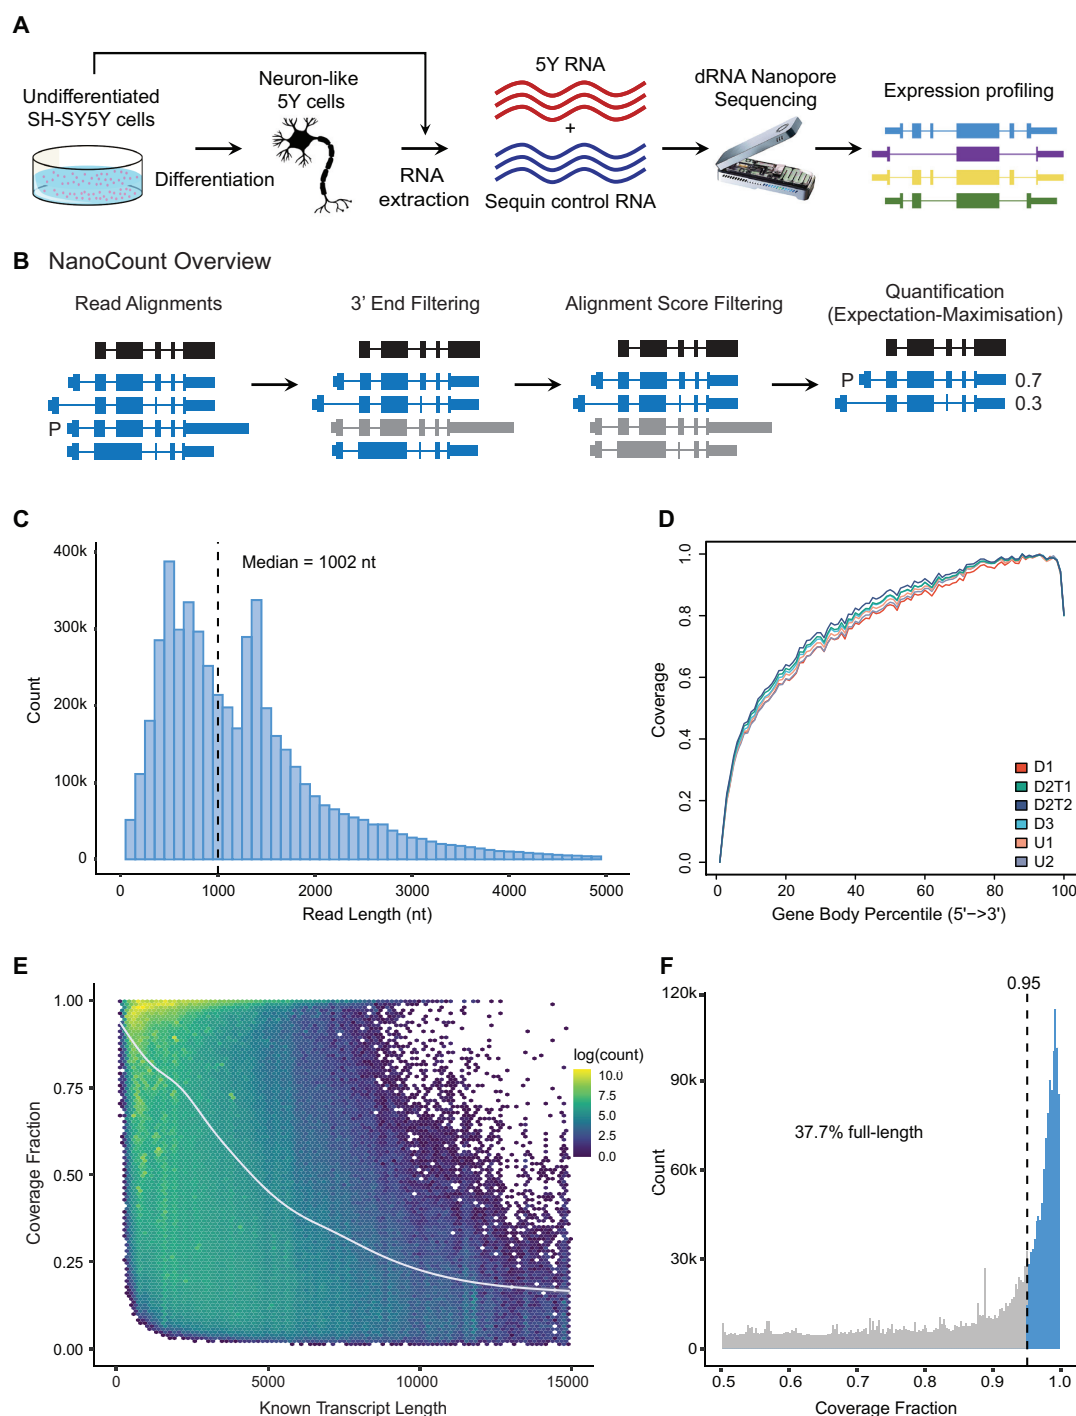 A
Undifferentiated
SH-SY5Y cells
Neuron-like
5Y cells
Differentiation
RNA
extraction
5Y RNA
+
Sequin control RNA
dRNA Nanopore
Sequencing
Expression profiling
B NanoCount Overview
Read Alignments
3' End Filtering
Alignment Score Filtering
Quantification
(Expectation-Maximisation)
P
P
0.7
0.3
C
400k
300k
200k
100k
0
Count
Median = 1002 nt
0 1000 2000 3000 4000 5000
Read Length (nt)
D
1.0
0.8
0.6
0.4
0.2
0.0
Coverage
D1
D2T1
D2T2
D3
U1
U2
0 20 40 60 80 100
Gene Body Percentile (5'->3')
E
1.00
0.75
0.50
0.25
0.00
Coverage Fraction
log(count)
10.0
7.5
5.0
2.5
0.0
0 5000 10000 15000
Known Transcript Length
F
0.95
120k
90k
60k
30k
0
Count
37.7% full-length
0.5 0.6 0.7 0.8 0.9 1.0
Coverage Fraction